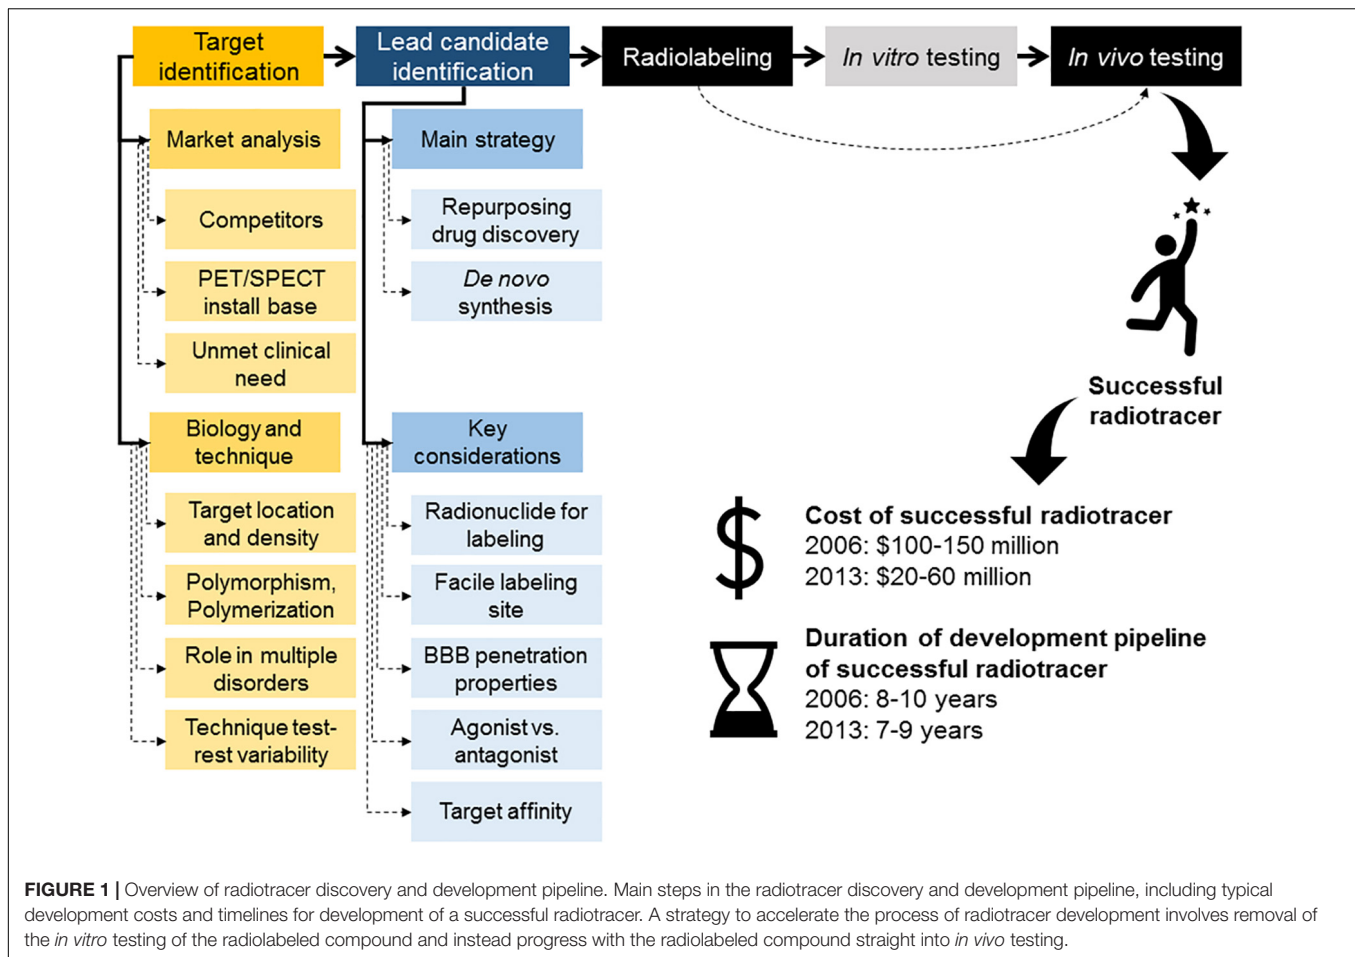 Target
identification
Lead candidate
identification
Radiolabeling
In vitro testing
In vivo testing
Market analysis
Competitors
PET/SPECT
install base
Unmet clinical
need
Biology and
technique
Target location
and density
Polymorphism,
Polymerization
Role in multiple
disorders
Technique test-
rest variability
Main strategy
Repurposing
drug discovery
De novo
synthesis
Key
considerations
Radionuclide for
labeling
Facile labeling
site
BBB penetration
properties
Agonist vs.
antagonist
Target affinity
Successful
radiotracer
$
Cost of successful radiotracer
2006: $100-150 million
2013: $20-60 million
Duration of development pipeline
of successful radiotracer
2006: 8-10 years
2013: 7-9 years
FIGURE 1 | Overview of radiotracer discovery and development pipeline. Main steps in the radiotracer discovery and development pipeline, including typical
development costs and timelines for development of a successful radiotracer. A strategy to accelerate the process of radiotracer development involves removal of
the in vitro testing of the radiolabeled compound and instead progress with the radiolabeled compound straight into in vivo testing.